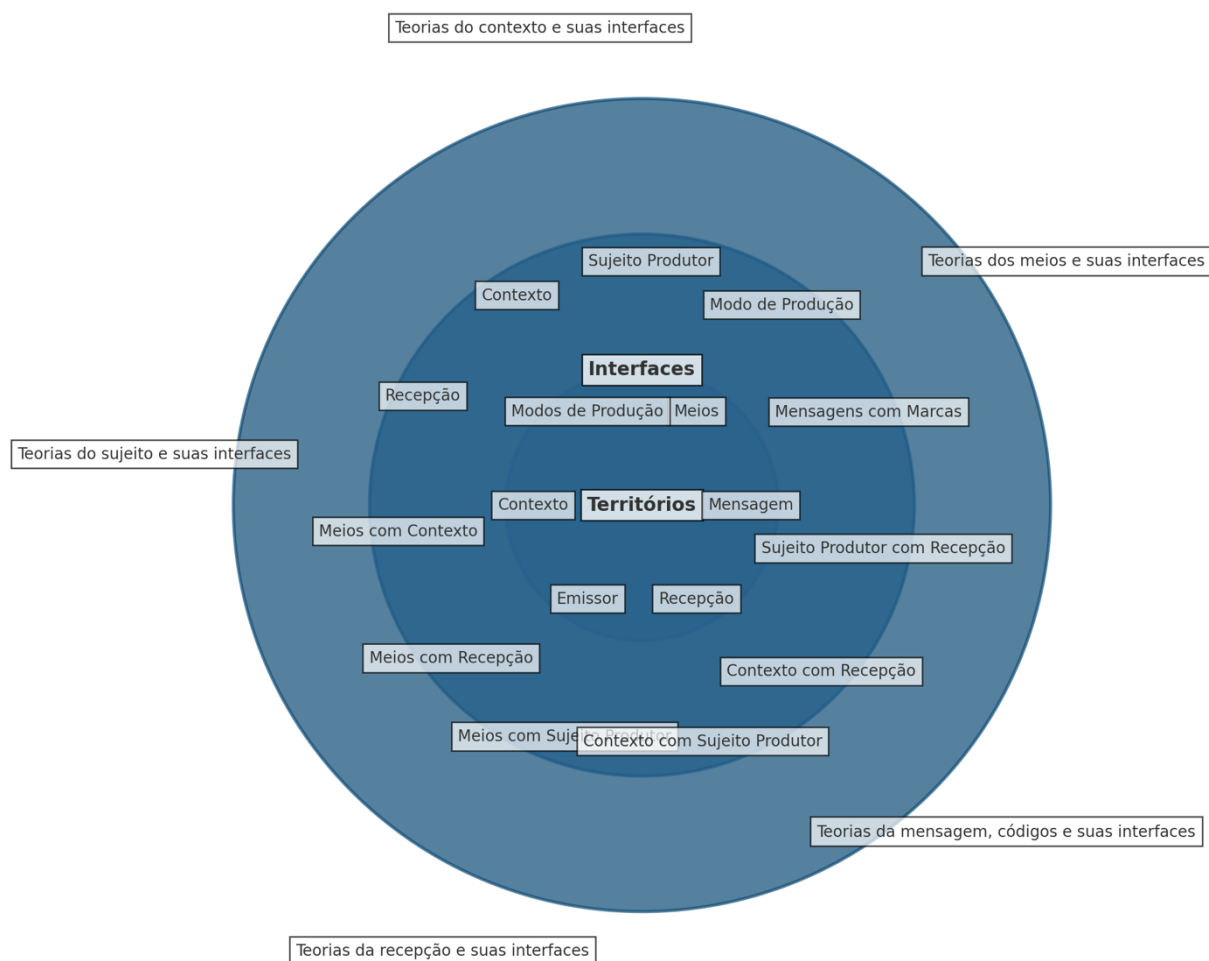 Teorias do contexto e suas interfaces
Sujeito Produtor
Teorias dos meios e suas interfaces
Contexto
Modo de Produção
Interfaces
Recepção
Modos de Produção
Meios
Mensagens com Marcas
Teorias do sujeito e suas interfaces
Contexto
Territórios
Mensagem
Meios com Contexto
Sujeito Produtor com Recepção
Emissor
Recepção
Meios com Recepção
Contexto com Recepção
Meios com Sujeito Produtor
Contexto com Sujeito Produtor
Teorias da mensagem, códigos e suas interfaces
Teorias da recepção e suas interfaces